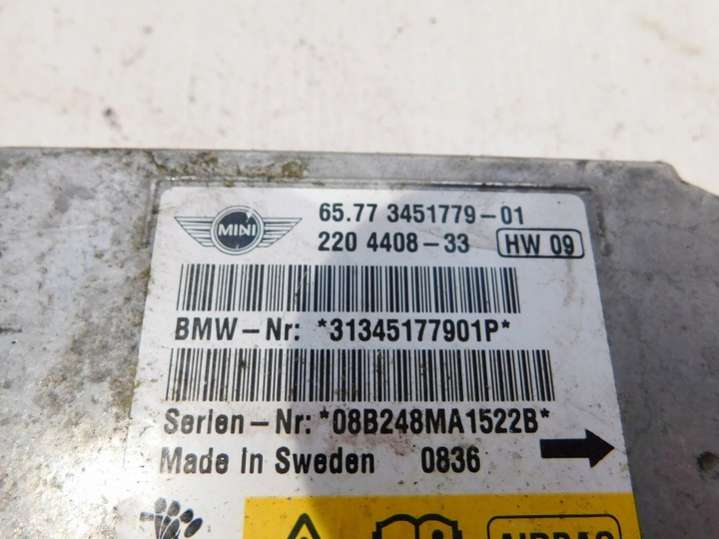 MINI
65.77 3451779-01
220 4408-33 HW 09
BMW-Nr: *31345177901P*
Serien-Nr: *08B248MA1522B*
Made in Sweden 0836
AIRBAG